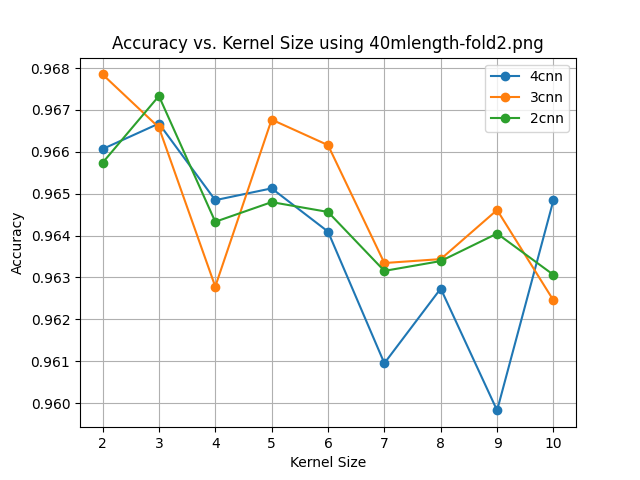 Accuracy vs. Kernel Size using 40mlength-fold2.png
4cnn
3cnn
2cnn
Accuracy
0.968
0.967
0.966
0.965
0.964
0.963
0.962
0.961
0.960
2 3 4 5 6 7 8 9 10
Kernel Size